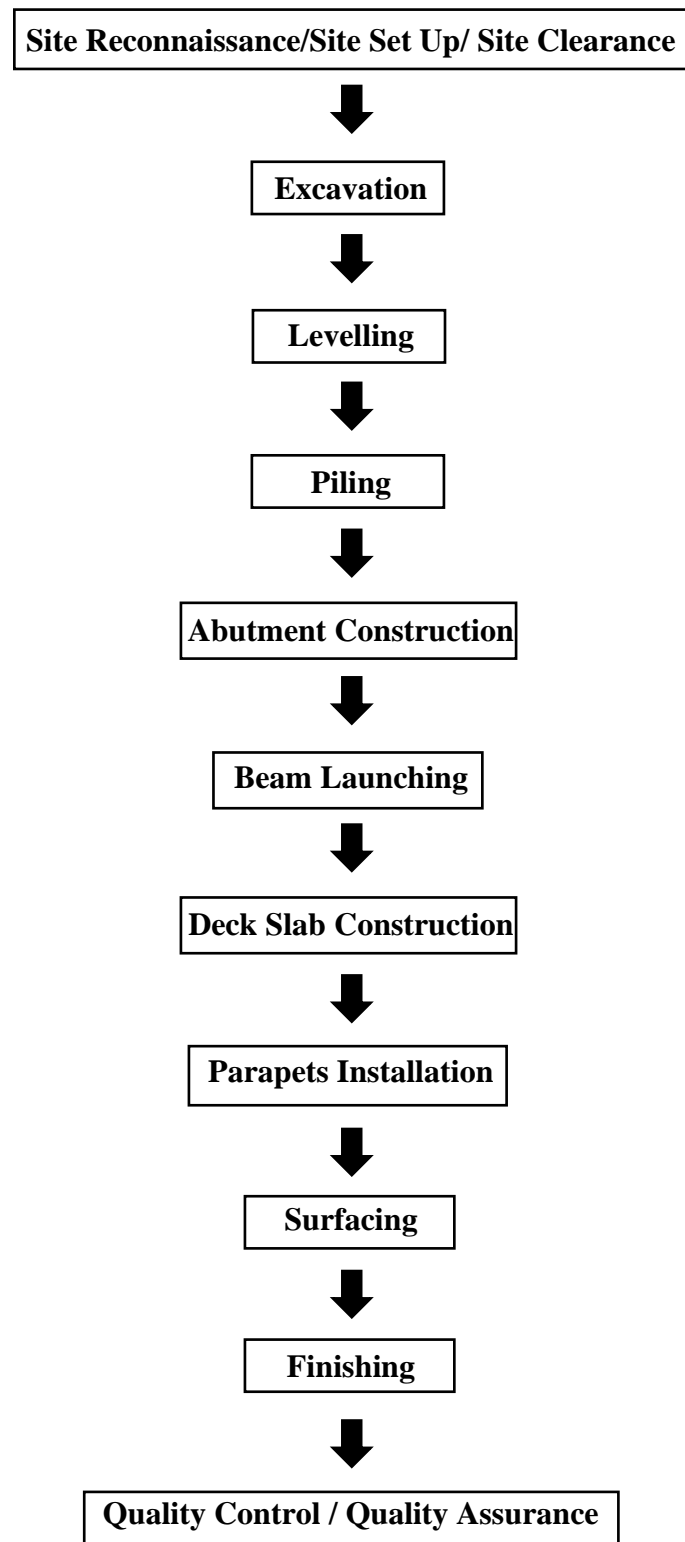 Site Reconnaissance/Site Set Up/ Site Clearance
Excavation
Levelling
Piling
Abutment Construction
Beam Launching
Deck Slab Construction
Parapets Installation
Surfacing
Finishing
Quality Control / Quality Assurance